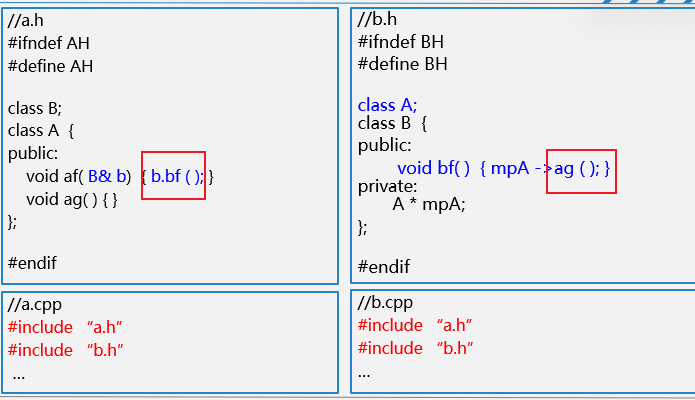 //a.h
#ifndef AH
#define AH
class B;
class A {
public:
void af( B& b) { b.bf ( ); }
void ag( ) { }
};
#endif
//b.h
#ifndef BH
#define BH
class A;
class B {
public:
void bf( ) { mpA ->ag ( ); }
private:
A * mpA;
};
#endif
//a.cpp
#include “a.h”
#include “b.h”
...
//b.cpp
#include “a.h”
#include “b.h”
...